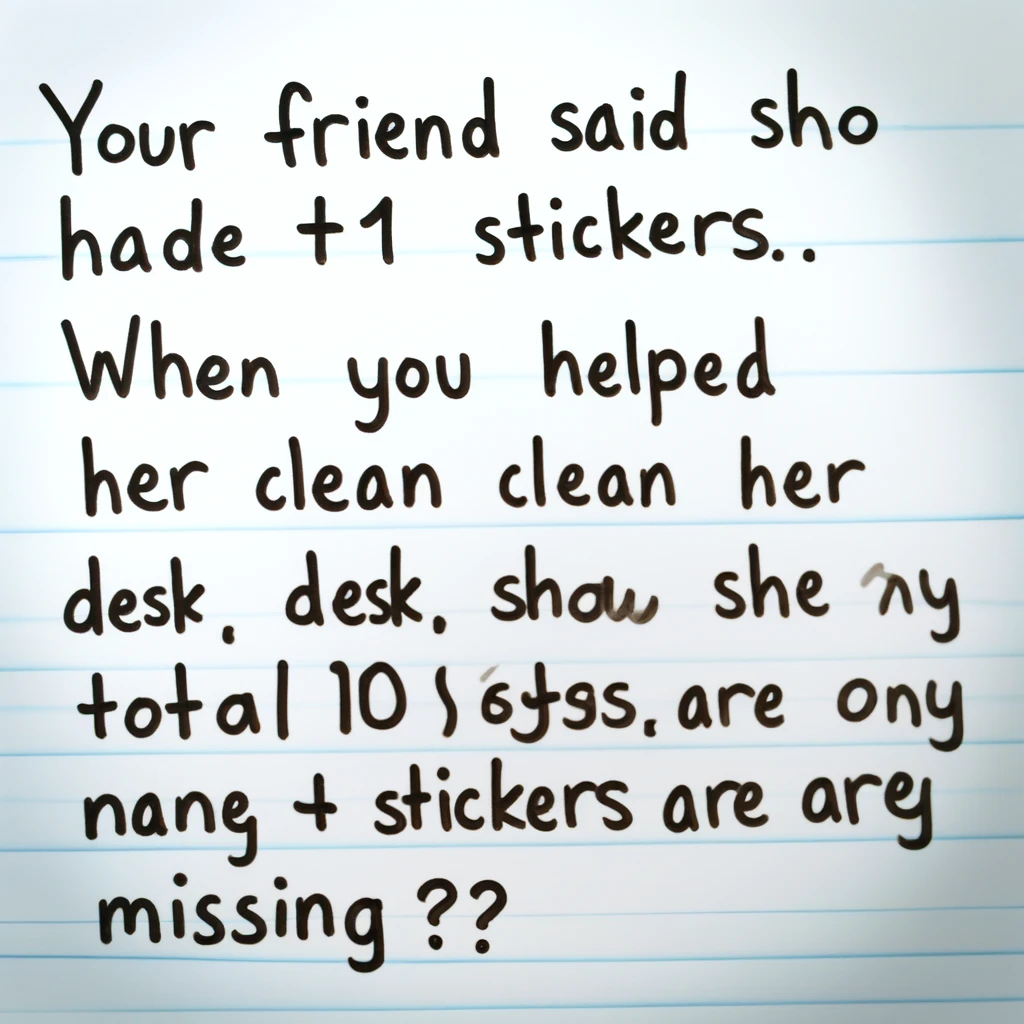 Your friend said sho
hade +1 stickers..
When you helped
her clean clean her
desk. desk. show she
total 10 are ony
nang + stickers are arey
missing ??